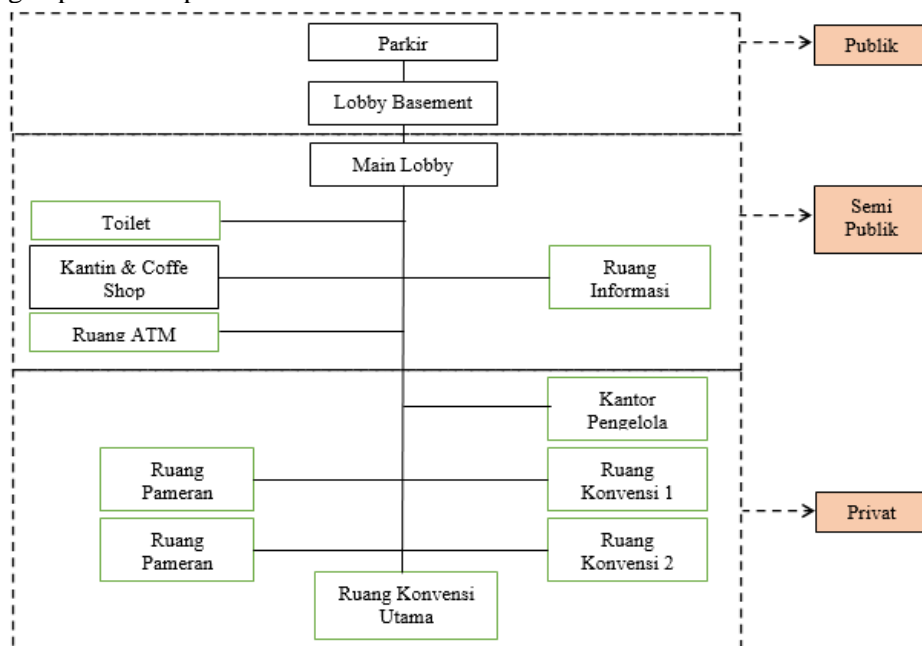 Parkir
Publik
Lobby Basement
Main Lobby
Toilet
Semi
Publik
Kantin & Coffe
Shop
Ruang
Informasi
Ruang ATM
Kantor
Pengelola
Ruang
Pameran
Ruang
Konvensi 1
Privat
Ruang
Pameran
Ruang
Konvensi 2
Ruang Konvensi
Utama